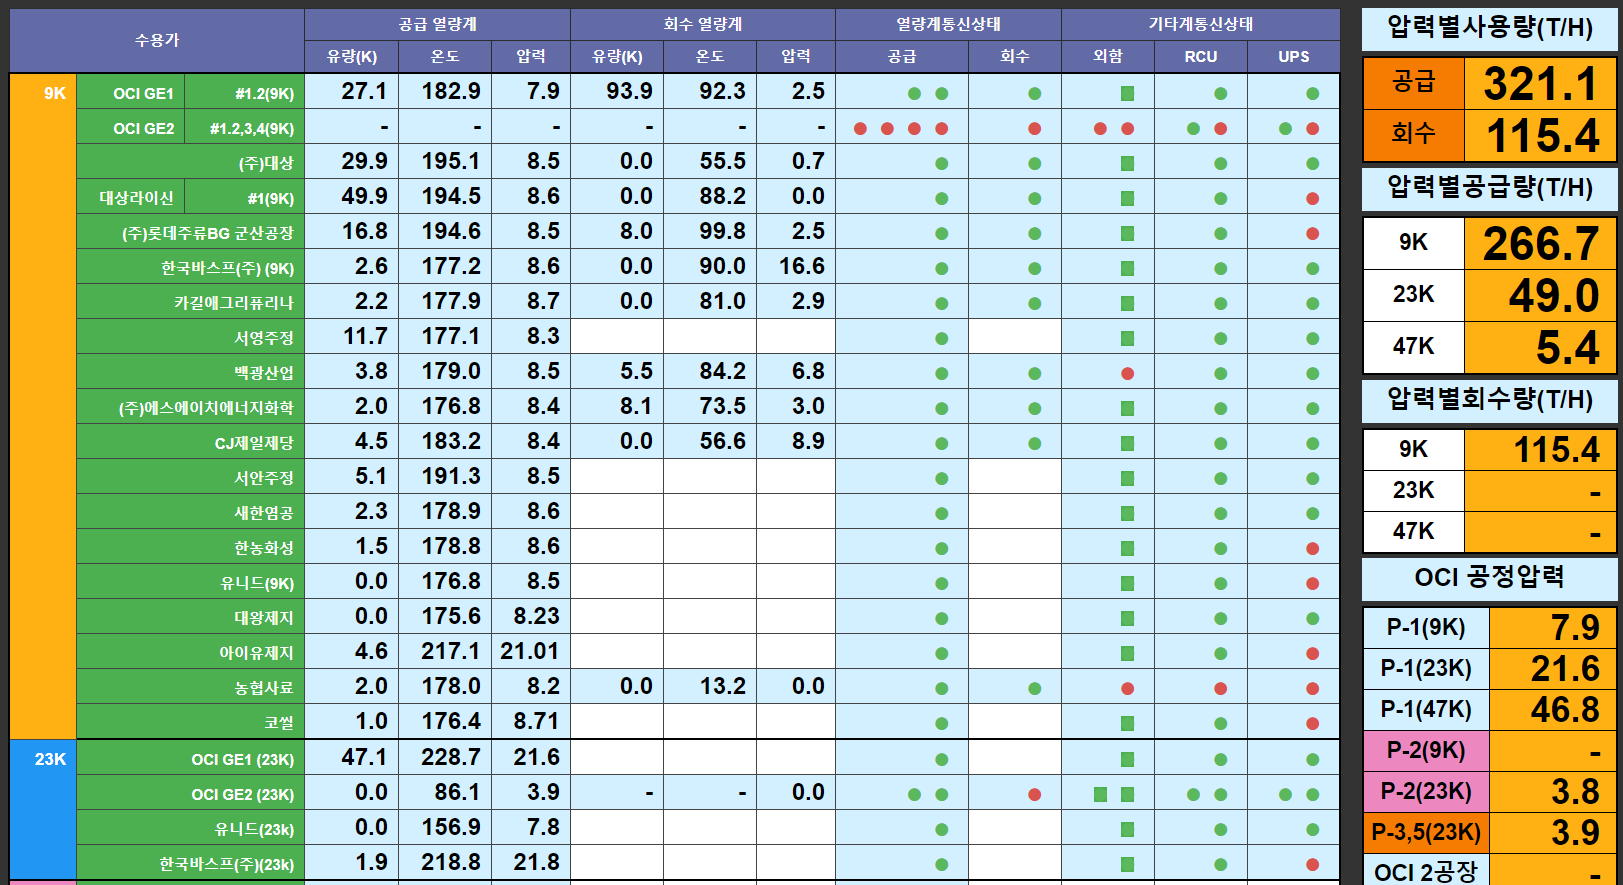 수용가 공급 열량계 회수 열량계 열량계통신상태 기타계통신상태
유량(K) 온도 압력 유량(K) 온도 압력 공급 회수 외함 RCU UPS
9K OCI GE1 #1.2(9K) 27.1 182.9 7.9 93.9 92.3 2.5
OCI GE2 #1.2,3,4(9K) - - - - - -
(주)대상 29.9 195.1 8.5 0.0 55.5 0.7
대상라이신 #1(9K) 49.9 194.5 8.6 0.0 88.2 0.0
(주)롯데주류BG 군산공장 16.8 194.6 8.5 8.0 99.8 2.5
한국바스프(주) (9K) 2.6 177.2 8.6 0.0 90.0 16.6
카길애그리퓨리나 2.2 177.9 8.7 0.0 81.0 2.9
서영주정 11.7 177.1 8.3
백광산업 3.8 179.0 8.5 5.5 84.2 6.8
(주)에스에이치에너지화학 2.0 176.8 8.4 8.1 73.5 3.0
CJ제일제당 4.5 183.2 8.4 0.0 56.6 8.9
서안주정 5.1 191.3 8.5
새한염공 2.3 178.9 8.6
한농화성 1.5 178.8 8.6
유니드(9K) 0.0 176.8 8.5
대왕제지 0.0 175.6 8.23
아이유제지 4.6 217.1 21.01
농협사료 2.0 178.0 8.2 0.0 13.2 0.0
코씰 1.0 176.4 8.71
23K OCI GE1 (23K) 47.1 228.7 21.6
OCI GE2 (23K) 0.0 86.1 3.9 - - 0.0
유니드(23k) 0.0 156.9 7.8
한국바스프(주)(23k) 1.9 218.8 21.8
압력별사용량(T/H)
공급 321.1
회수 115.4
압력별공급량(T/H)
9K 266.7
23K 49.0
47K 5.4
압력별회수량(T/H)
9K 115.4
23K -
47K -
OCI 공정압력
P-1(9K) 7.9
P-1(23K) 21.6
P-1(47K) 46.8
P-2(9K) -
P-2(23K) 3.8
P-3,5(23K) 3.9
OCI 2공장 -